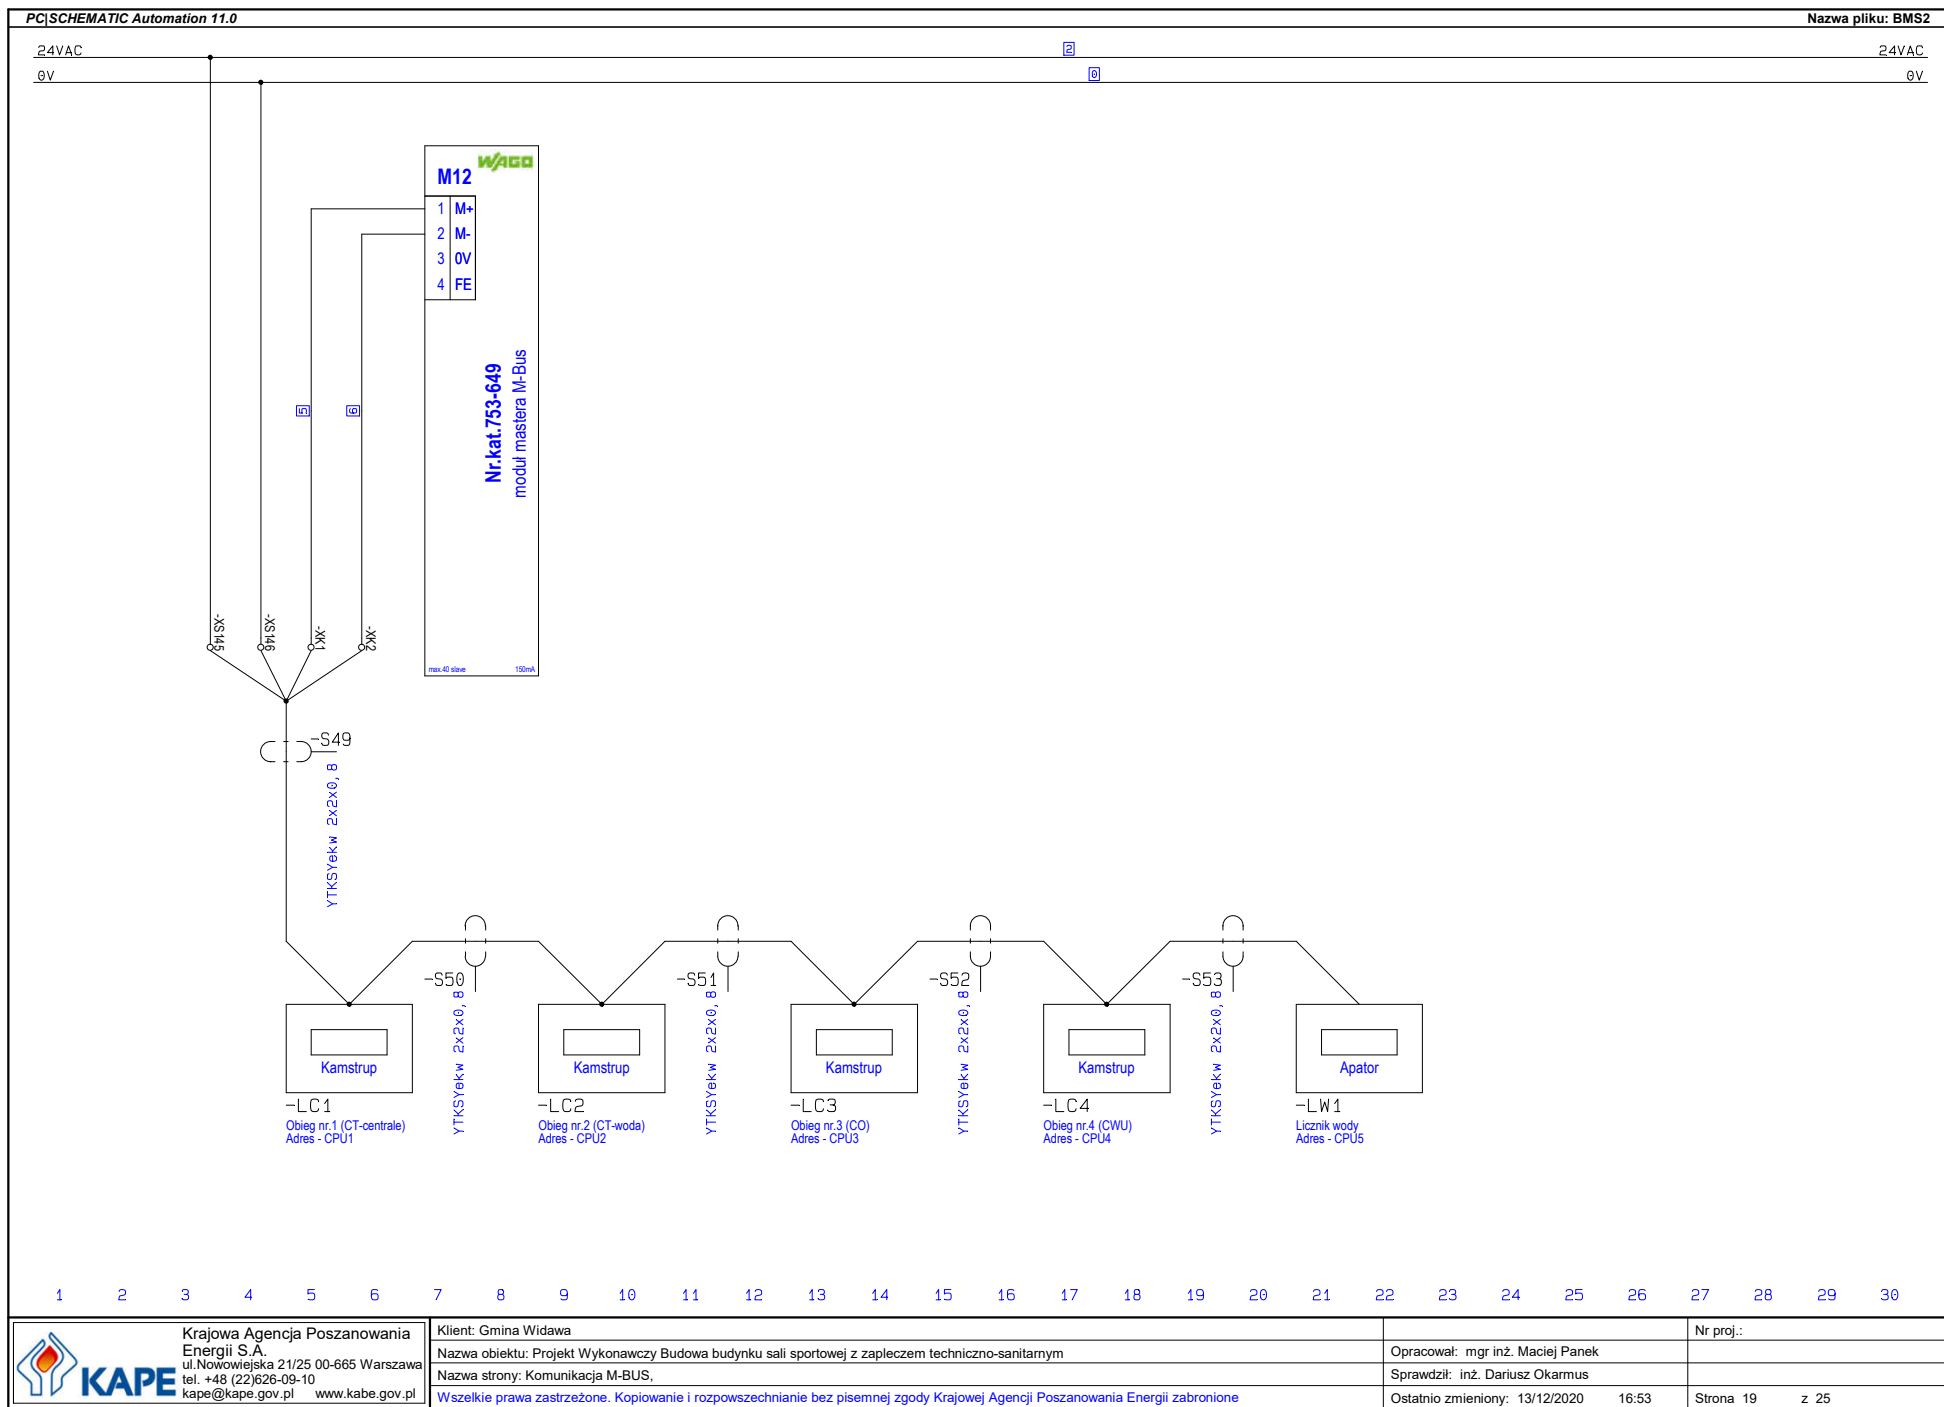 PC|SCHEMATIC Automation 11.0
Nazwa pliku: BMS2
24VAC
2
24VAC
0V
0
0V
WAGO
M12
1 M+
2 M-
3 0V
4 FE
Nr.kat.753-649
moduł mastera M-Bus
5
6
max.40 slave
150mA
-XS145
-XS146
-XK1
-XK2
-S49
YTKSYekw 2x2x0,8
-S50
YTKSYekw 2x2x0,8
-S51
YTKSYekw 2x2x0,8
-S52
YTKSYekw 2x2x0,8
-S53
YTKSYekw 2x2x0,8
Kamstrup
-LC1
Obieg nr.1 (CT-centrale)
Adres - CPU1
Kamstrup
-LC2
Obieg nr.2 (CT-woda)
Adres - CPU2
Kamstrup
-LC3
Obieg nr.3 (CO)
Adres - CPU3
Kamstrup
-LC4
Obieg nr.4 (CWU)
Adres - CPU4
Apator
-LW1
Licznik wody
Adres - CPU5
1 2 3 4 5 6 7 8 9 10 11 12 13 14 15 16 17 18 19 20 21 22 23 24 25 26 27 28 29 30
KAPE
Krajowa Agencja Poszanowania
Energii S.A.
ul.Nowowiejska 21/25 00-665 Warszawa
tel. +48 (22)626-09-10
kape@kape.gov.pl www.kabe.gov.pl
Klient: Gmina Widawa
Nazwa obiektu: Projekt Wykonawczy Budowa budynku sali sportowej z zapleczem techniczno-sanitarnym
Nazwa strony: Komunikacja M-BUS,
Wszelkie prawa zastrzeżone. Kopiowanie i rozpowszechnianie bez pisemnej zgody Krajowej Agencji Poszanowania Energii zabronione
Opracował: mgr inż. Maciej Panek
Sprawdził: inż. Dariusz Okarmus
Ostatnio zmieniony: 13/12/2020 16:53
Nr proj.:
Strona 19 z 25